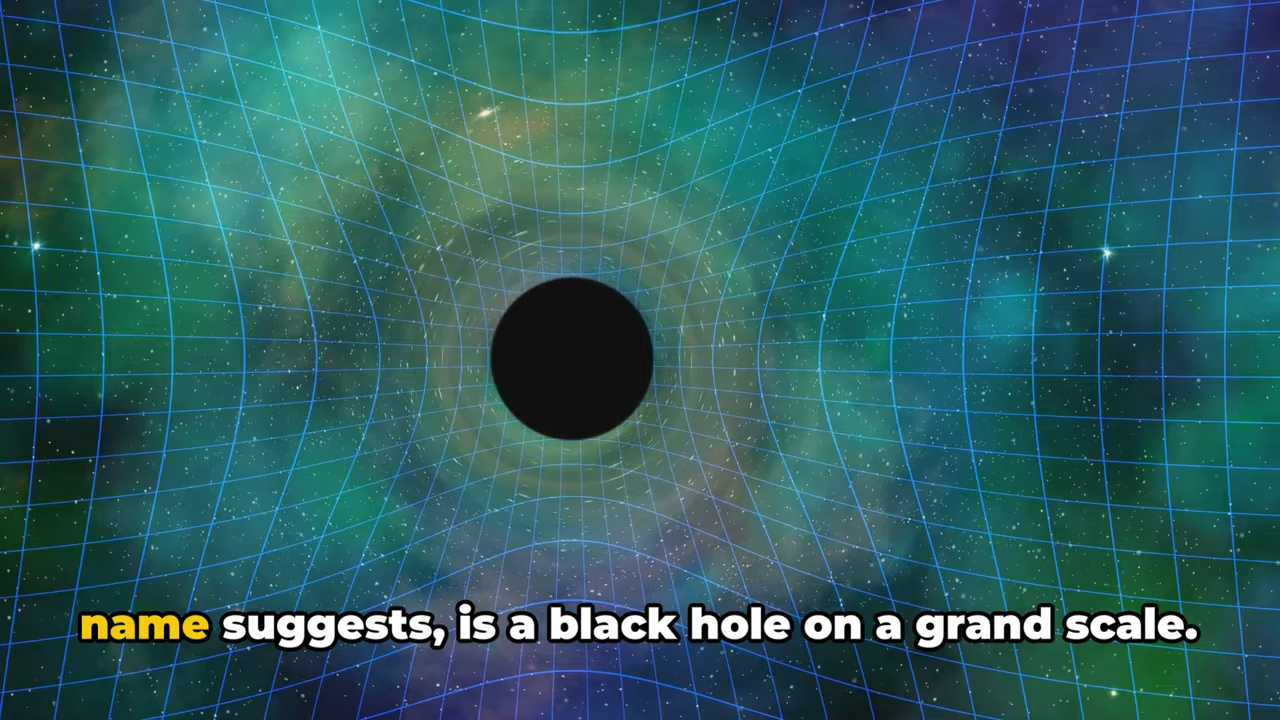 name suggests, is a black hole on a grand scale.